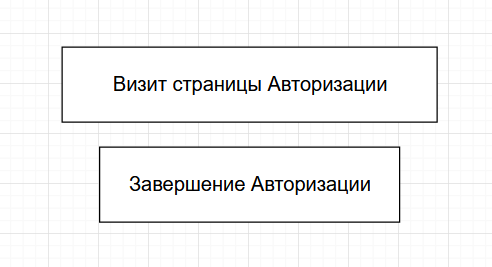 Визит страницы Авторизации
Завершение Авторизации